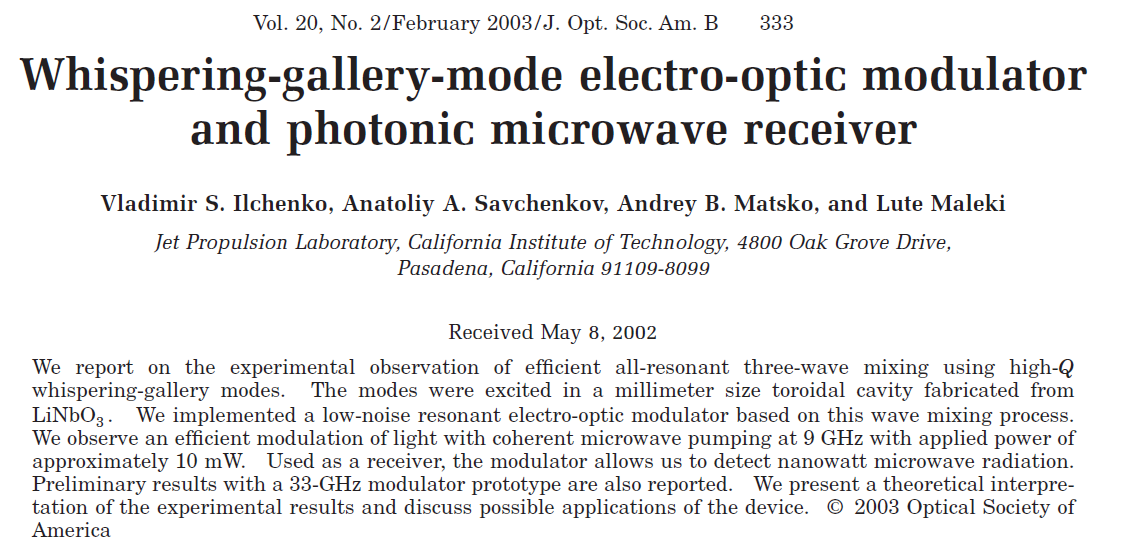 Vol. 20, No. 2/February 2003/J. Opt. Soc. Am. B 333
Whispering-gallery-mode electro-optic modulator
and photonic microwave receiver
Vladimir S. Ilchenko, Anatoliy A. Savchenkov, Andrey B. Matsko, and Lute Maleki
Jet Propulsion Laboratory, California Institute of Technology, 4800 Oak Grove Drive,
Pasadena, California 91109-8099
Received May 8, 2002
We report on the experimental observation of efficient all-resonant three-wave mixing using high-Q
whispering-gallery modes. The modes were excited in a millimeter size toroidal cavity fabricated from
LiNbO₃. We implemented a low-noise resonant electro-optic modulator based on this wave mixing process.
We observe an efficient modulation of light with coherent microwave pumping at 9 GHz with applied power of
approximately 10 mW. Used as a receiver, the modulator allows us to detect nanowatt microwave radiation.
Preliminary results with a 33-GHz modulator prototype are also reported. We present a theoretical interpre-
tation of the experimental results and discuss possible applications of the device. © 2003 Optical Society of
America